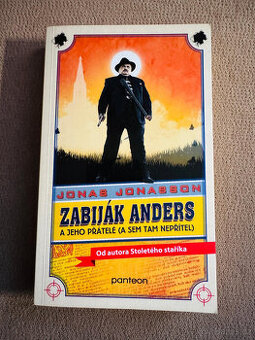 JONAS JONASSON
ZABIJÁK ANDERS
A JEHO PŘÁTELÉ (A SEM TAM NEPŘÍTEL)
Od autora Stoletého staříka
panteon